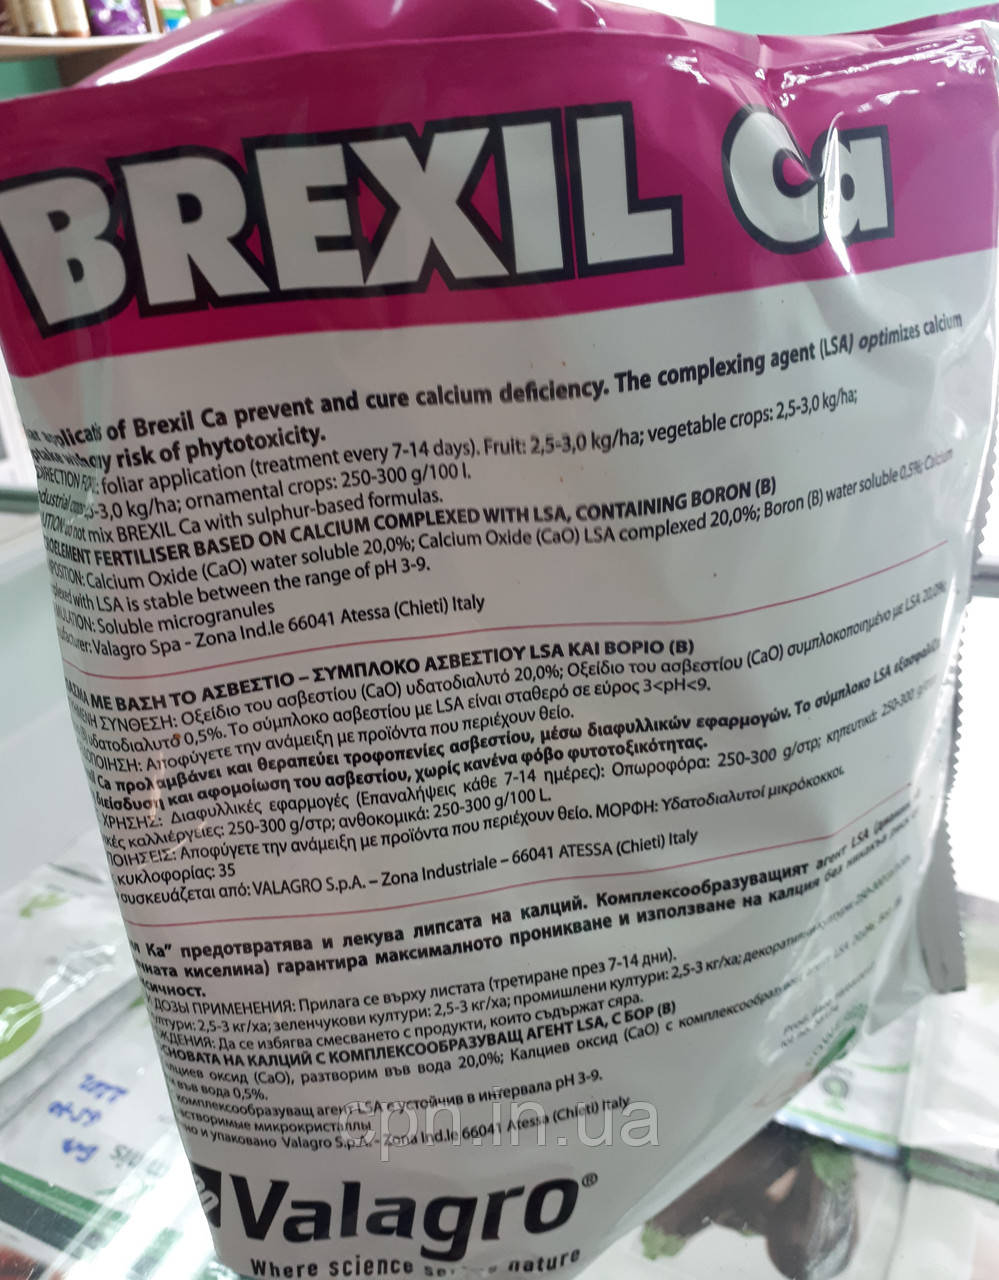 BREXIL Ca
of Brexil Ca prevent and cure calcium deficiency. The complexing agent (LSA) optimizes calcium
risk of phytotoxicity.
foliar application (treatment every 7-14 days). Fruit: 2,5-3,0 kg/ha; vegetable crops: 2,5-3,0 kg/ha;
-3,0 kg/ha; ornamental crops: 250-300 g/100 l.
not mix BREXIL Ca with sulphur-based formulas.
FERTILISER BASED ON CALCIUM COMPLEXED WITH LSA, CONTAINING BORON (B)
Calcium Oxide (CaO) water soluble 20,0%; Calcium Oxide (CaO) LSA complexed 20,0%; Boron (B) water soluble 0,5%; Calcium
with LSA is stable between the range of pH 3-9.
Soluble microgranules
Valagro Spa - Zona Ind.le 66041 Atessa (Chieti) Italy
ΜΕ ΒΑΣΗ ΤΟ ΑΣΒΕΣΤΙΟ – ΣΥΜΠΛΟΚΟ ΑΣΒΕΣΤΙΟΥ LSA ΚΑΙ ΒΟΡΙΟ (Β)
ΣΥΝΘΕΣΗ: Οξείδιο του ασβεστίου (CaO) υδατοδιαλυτό 20,0%; Οξείδιο του ασβεστίου (CaO) συμπλοκοποιημένο με LSA 20,0%;
υδατοδιαλυτό 0,5%. Το σύμπλοκο ασβεστίου με LSA είναι σταθερό σε εύρος 3<pH<9.
Αποφύγετε την ανάμειξη με προϊόντα που περιέχουν θείο.
Ca προλαμβάνει και θεραπεύει τροφοπενίες ασβεστίου, μέσω διαφυλλικών εφαρμογών. Το σύμπλοκο LSA εξασφαλίζει
διείσδυση και αφομοίωση του ασβεστίου, χωρίς κανένα φόβο φυτοτοξικότητας.
ΧΡΗΣΗΣ: Διαφυλλικές εφαρμογές (Επαναλήψεις κάθε 7-14 ημέρες): Οπωροφόρα: 250-300 g/στρ; κηπευτικά: 250-300 g/στρ;
καλλιέργειες: 250-300 g/στρ; ανθοκομικά: 250-300 g/100 L.
Αποφύγετε την ανάμειξη με προϊόντα που περιέχουν θείο. ΜΟΡΦΗ: Υδατοδιαλυτοί μικρόκοκκοι.
κυκλοφορίας: 35
συσκευάζεται από: VALAGRO S.p.A. – Zona Industriale – 66041 ATESSA (Chieti) Italy
Ка” предотвратява и лекува липсата на калций. Комплексообразуващият агент LSA
киселина) гарантира максималното проникване и използване на калция без
ДОЗЫ ПРИМЕНЕНИЯ: Прилага се върху листата (третиране през 7-14 дни).
2,5-3 кг/ха; зеленчукови култури: 2,5-3 кг/ха; промишлени култури: 2,5-3 кг/ха;
Да се избягва смесването с продукти, които съдържат сяра.
НА КАЛЦИЙ С КОМПЛЕКСООБРАЗУВАЩ АГЕНТ LSA, С БОР (B)
оксид (CaO), разтворим във вода 20,0%; Калциев оксид (CaO) с
във вода 0,5%.
комплексообразуващ агент LSA е устойчив в интервала pH 3-9.
микрокристаллы
и упаковано Valagro S.p.A. - Zona Ind.le 66041 Atessa (Chieti) Italy
cpn.in.ua
Valagro®
Where science nature